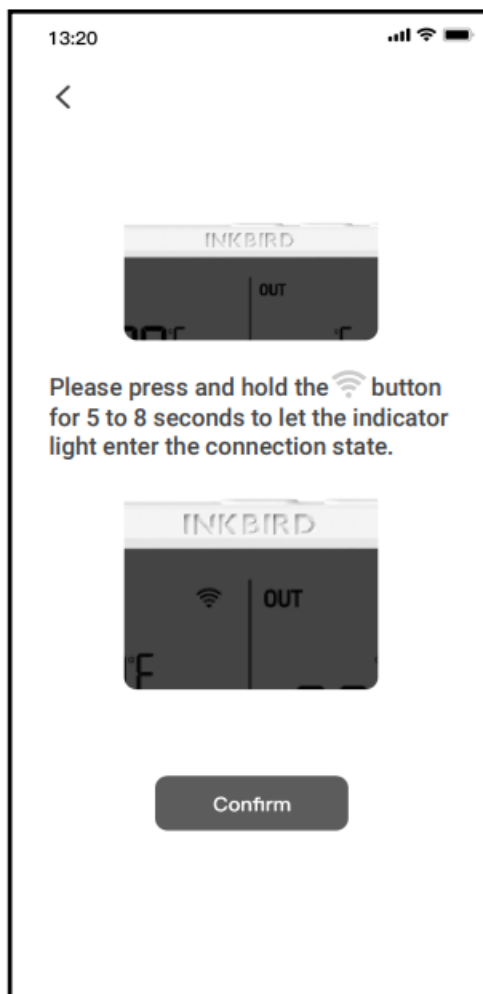 13:20
INKBIRD
OUT
°F
Please press and hold the button
for 5 to 8 seconds to let the indicator
light enter the connection state.
INKBIRD
OUT
°F
Confirm